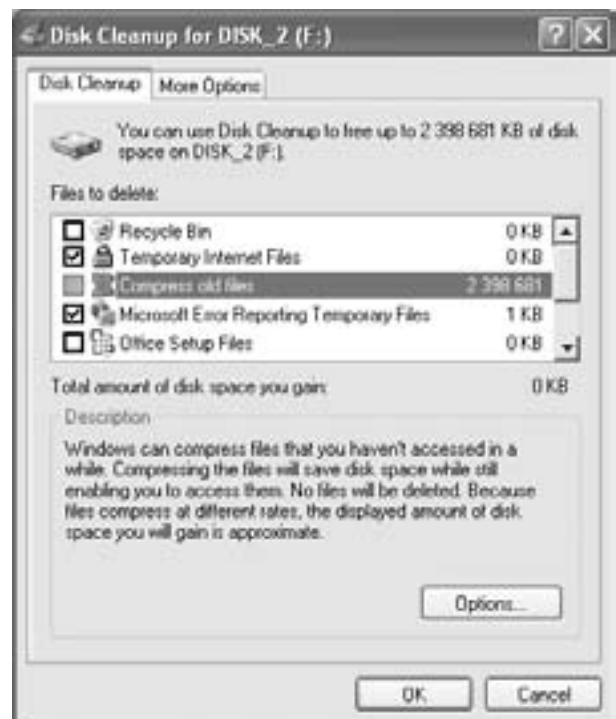 Disk Cleanup for DISK_2 (F:)
Disk Cleanup
More Options
You can use Disk Cleanup to free up to 2 398 681 KB of disk
space on DISK_2 (F:).
Files to delete:
Recycle Bin 0 KB
Temporary Internet Files 0 KB
Compress old files 2 398 681
Microsoft Error Reporting Temporary Files 1 KB
Office Setup Files 0 KB
Total amount of disk space you gain: 0 KB
Description
Windows can compress files that you haven't accessed in a
while. Compressing the files will save disk space while still
enabling you to access them. No files will be deleted. Because
files compress at different rates, the displayed amount of disk
space you will gain is approximate.
Options...
OK
Cancel